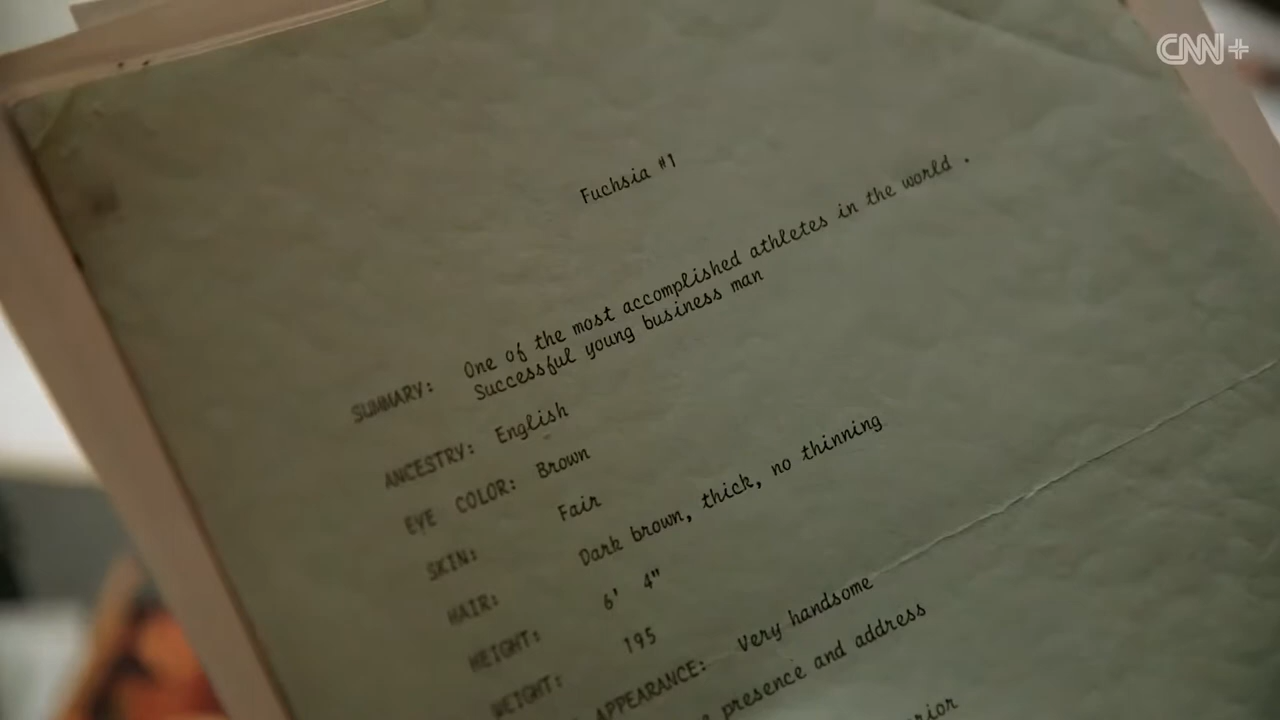 CNN+
Fuchsia #1
SUMMARY: One of the most accomplished athletes in the world .
Successful young business man
ANCESTRY: English
EYE COLOR: Brown
SKIN: Fair
HAIR: Dark brown, thick, no thinning
HEIGHT: 6' 4"
WEIGHT: 195
APPEARANCE: Very handsome
presence and address